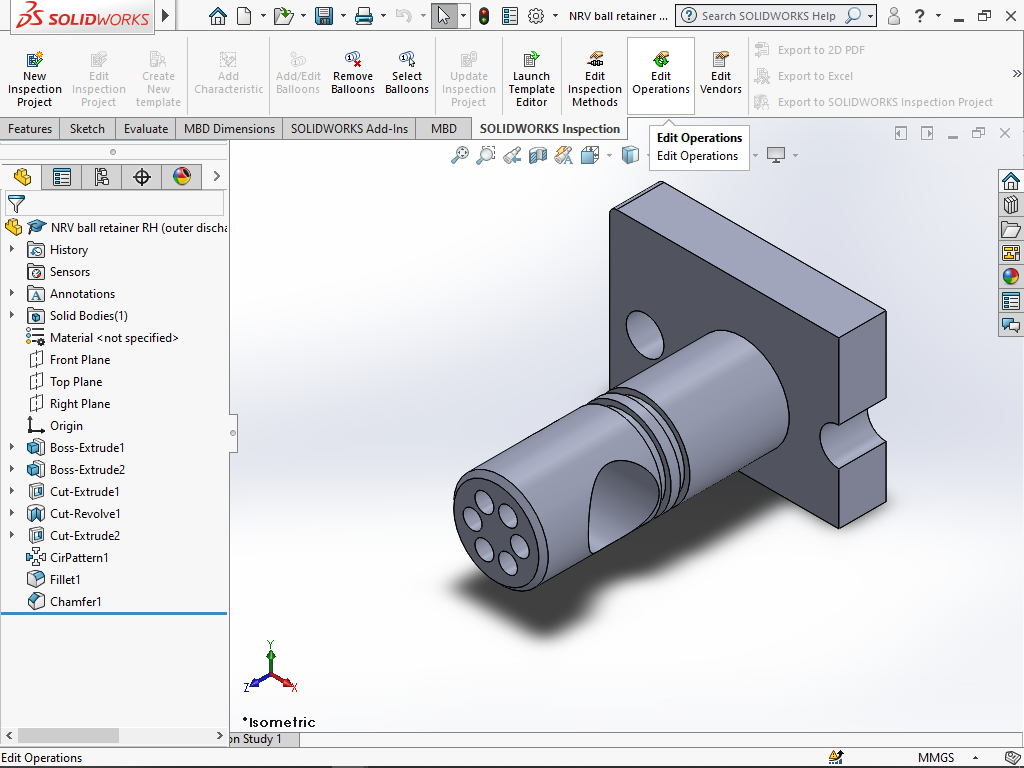 SOLIDWORKS
NRV ball retainer ...
Search SOLIDWORKS Help
?
New Inspection Project
Edit Inspection Project
Create New template
Add Characteristic
Add/Edit Balloons
Remove Balloons
Select Balloons
Update Inspection Project
Launch Template Editor
Edit Inspection Methods
Edit Operations
Edit Vendors
Export to 2D PDF
Export to Excel
Export to SOLIDWORKS Inspection Project
Features
Sketch
Evaluate
MBD Dimensions
SOLIDWORKS Add-Ins
MBD
SOLIDWORKS Inspection
Edit Operations
Edit Operations
NRV ball retainer RH (outer discha
History
Sensors
Annotations
Solid Bodies(1)
Material <not specified>
Front Plane
Top Plane
Right Plane
Origin
Boss-Extrude1
Boss-Extrude2
Cut-Extrude1
Cut-Revolve1
Cut-Extrude2
CirPattern1
Fillet1
Chamfer1
Y
Z
X
*Isometric
on Study 1
Edit Operations
MMGS